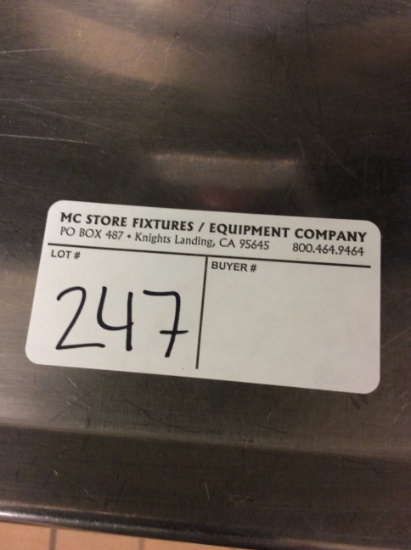 MC STORE FIXTURES / EQUIPMENT COMPANY
PO BOX 487 • Knights Landing, CA 95645 800.464.9464
LOT # BUYER #
247